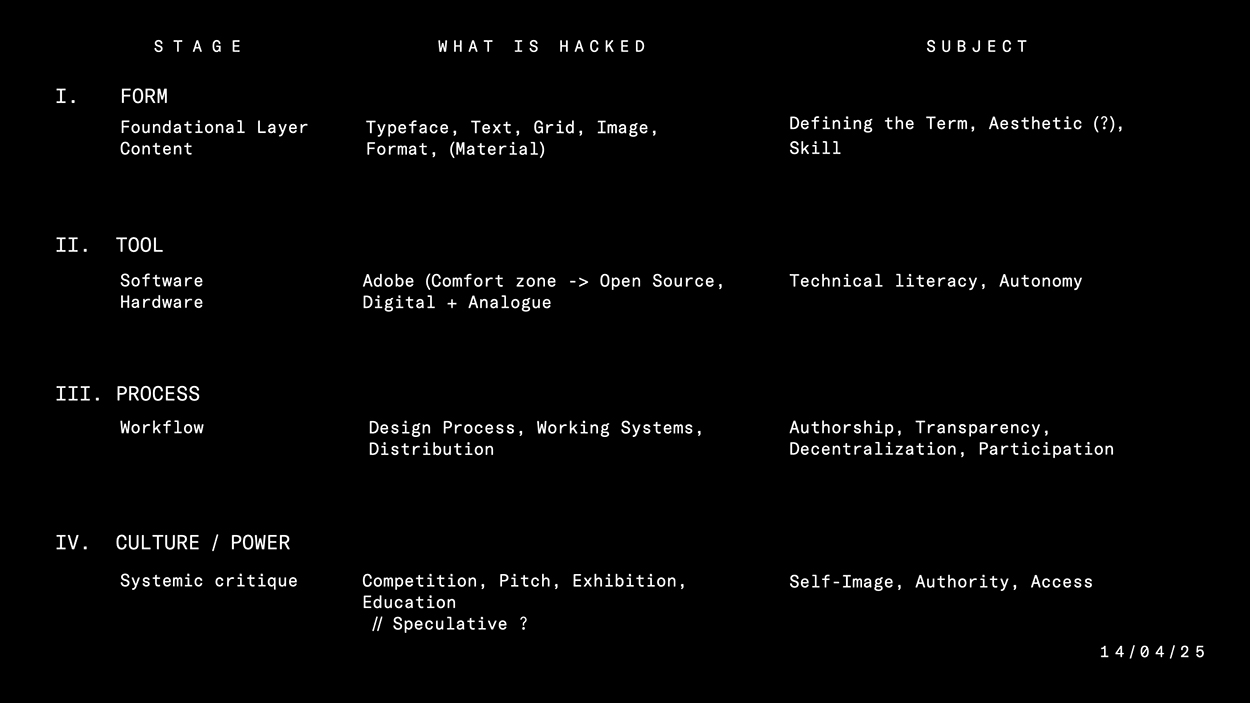 STAGE WHAT IS HACKED SUBJECT
I. FORM
Foundational Layer
Content
Typeface, Text, Grid, Image,
Format, (Material)
Defining the Term, Aesthetic (?),
Skill
II. TOOL
Software
Hardware
Adobe (Comfort zone -> Open Source,
Digital + Analogue
Technical literacy, Autonomy
III. PROCESS
Workflow
Design Process, Working Systems,
Distribution
Authorship, Transparency,
Decentralization, Participation
IV. CULTURE / POWER
Systemic critique
Competition, Pitch, Exhibition,
Education
// Speculative ?
Self-Image, Authority, Access
14/04/25